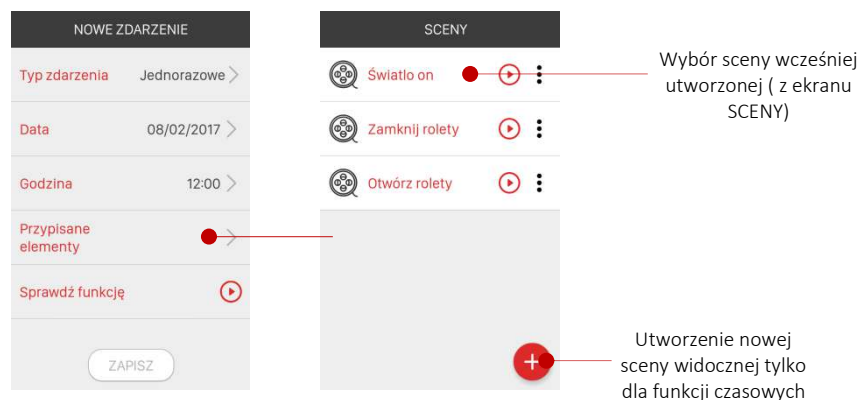 NOWE ZDARZENIE
Typ zdarzenia Jednorazowe
Data 08/02/2017
Godzina 12:00
Przypisane
elementy
Sprawdź funkcję
ZAPISZ
SCENY
Światlo on
Zamknij rolety
Otwórz rolety
Wybór sceny wcześniej
utworzonej ( z ekranu
SCENY)
Utworzenie nowej
sceny widocznej tylko
dla funkcji czasowych